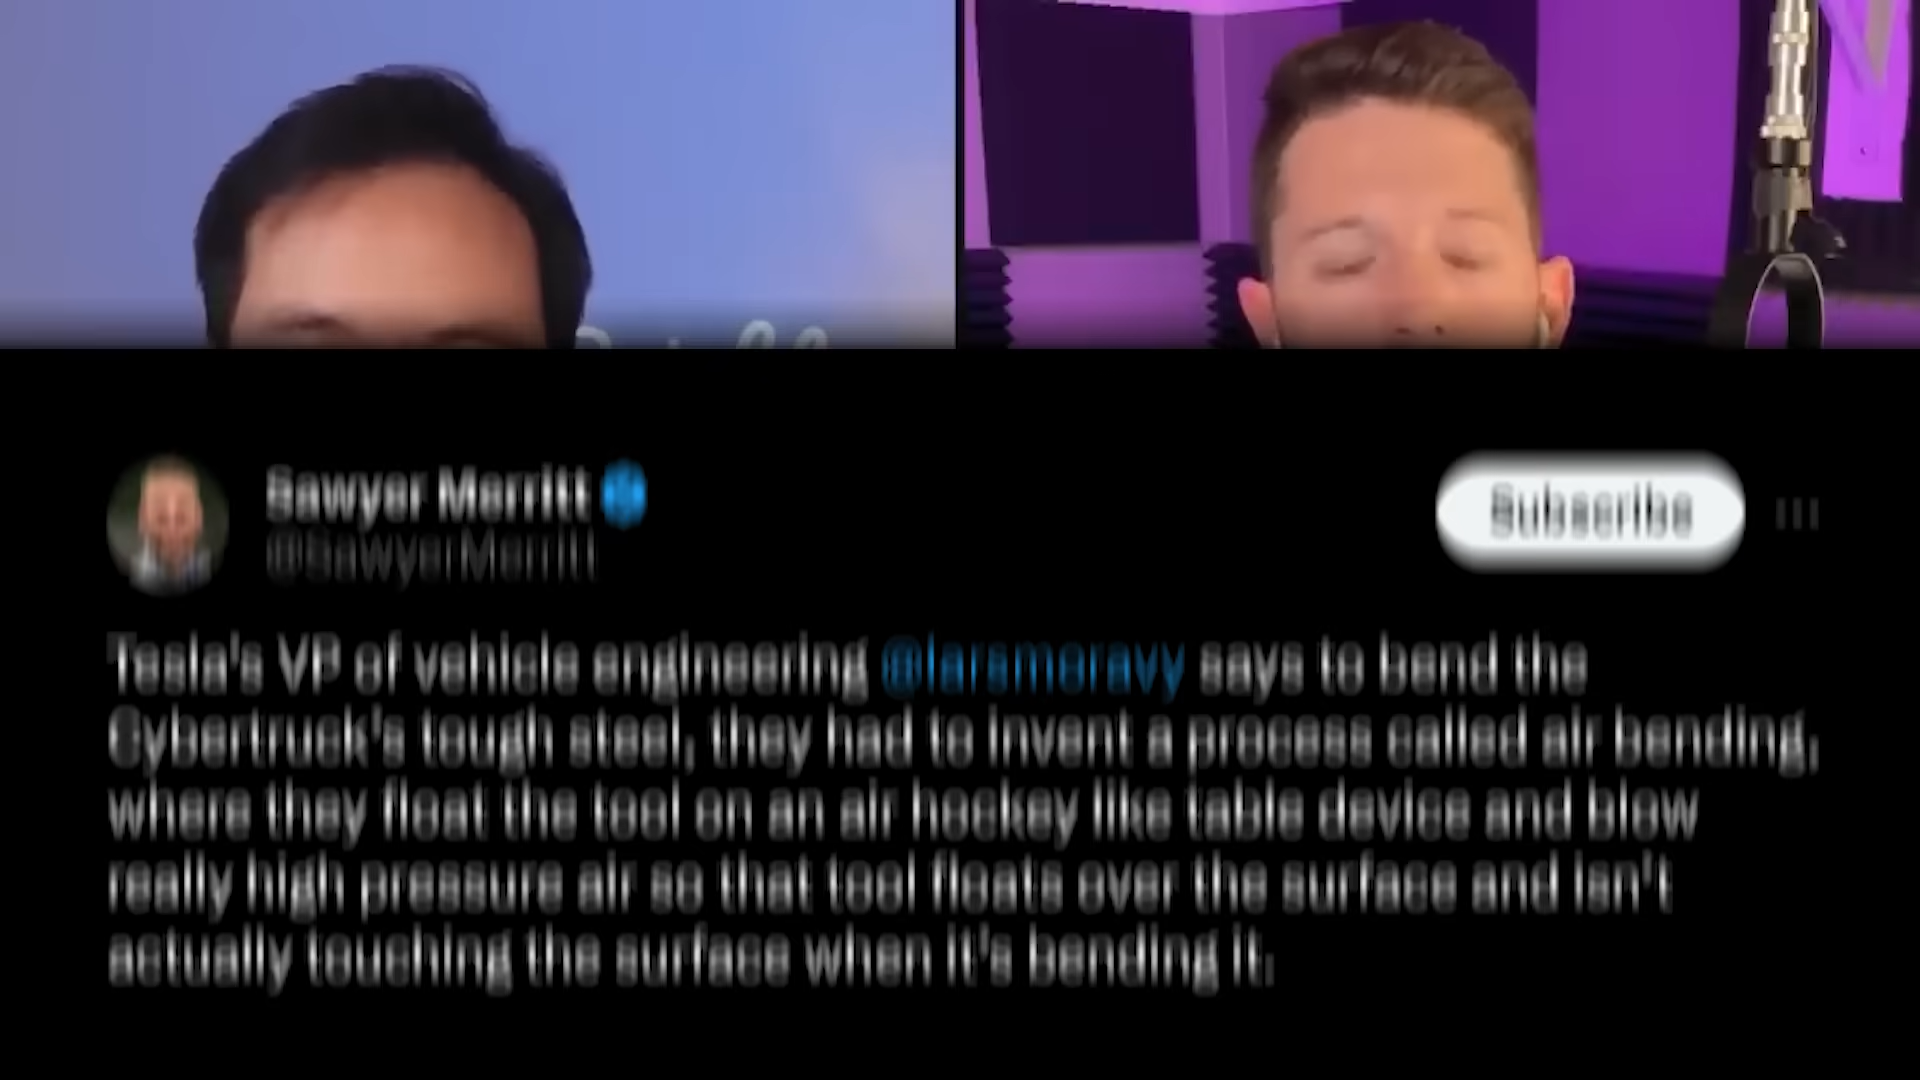 Sawyer Merritt
@SawyerMerritt
Subscribe
Tesla's VP of vehicle engineering @larsmoravy says to bend the
Cybertruck's tough steel, they had to invent a process called air bending,
where they float the tool on an air hockey like table device and blow
really high pressure air so that tool floats over the surface and isn't
actually touching the surface when it's bending it.